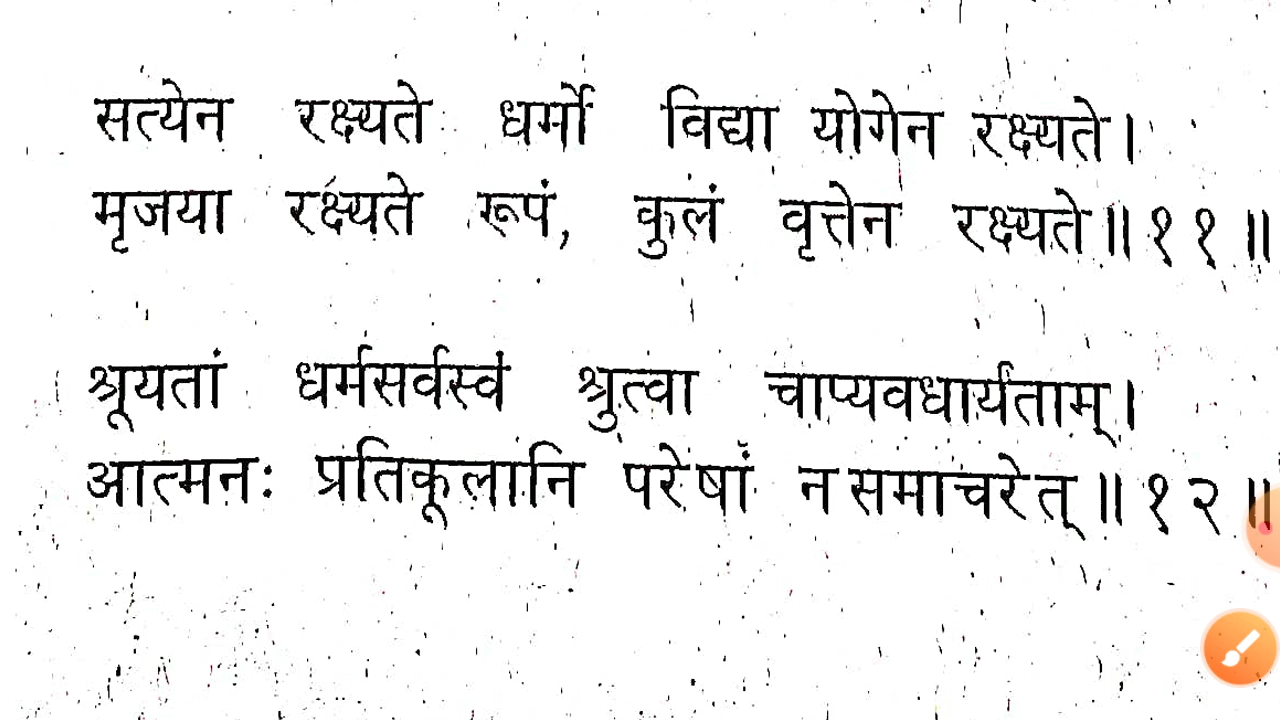 सत्येन रक्ष्यते धर्मो विद्या योगेन रक्ष्यते।
मृजया रक्ष्यते रूपं, कुलं वृत्तेन रक्ष्यते॥ ११ ॥
श्रूयतां धर्मसर्वस्वं श्रुत्वा चाप्यवधार्यताम्।
आत्मनः प्रतिकूलानि परेषां न समाचरेत्॥ १२ ॥